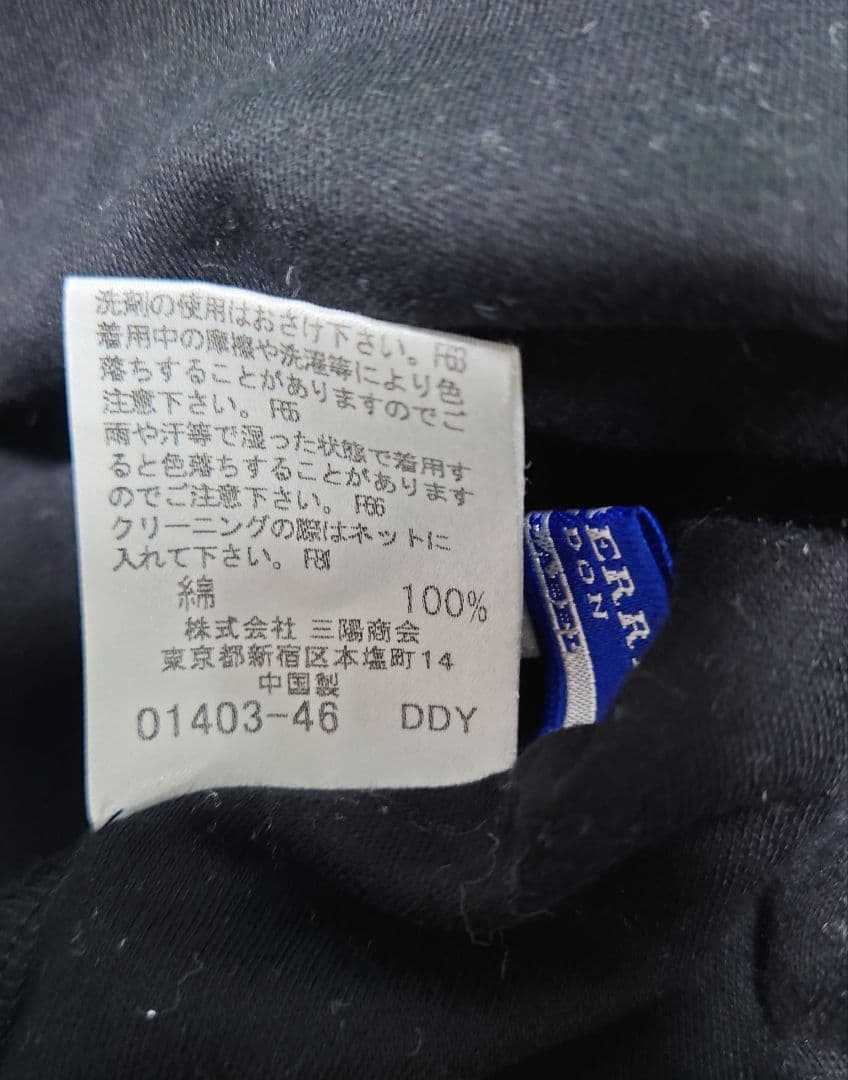 洗剤の使用はおさけ下さい。F63
着用中の摩擦や洗濯等により色
落ちすることがありますのでご
注意下さい。F65
雨や汗等で湿った状態で着用す
ると色落ちすることがあります
のでご注意下さい。F66
クリーニングの際はネットに
入れて下さい。
綿 100%
株式会社 三陽商会
東京都新宿区本塩町14
中国製
01403-46 DDY
ERR
DON